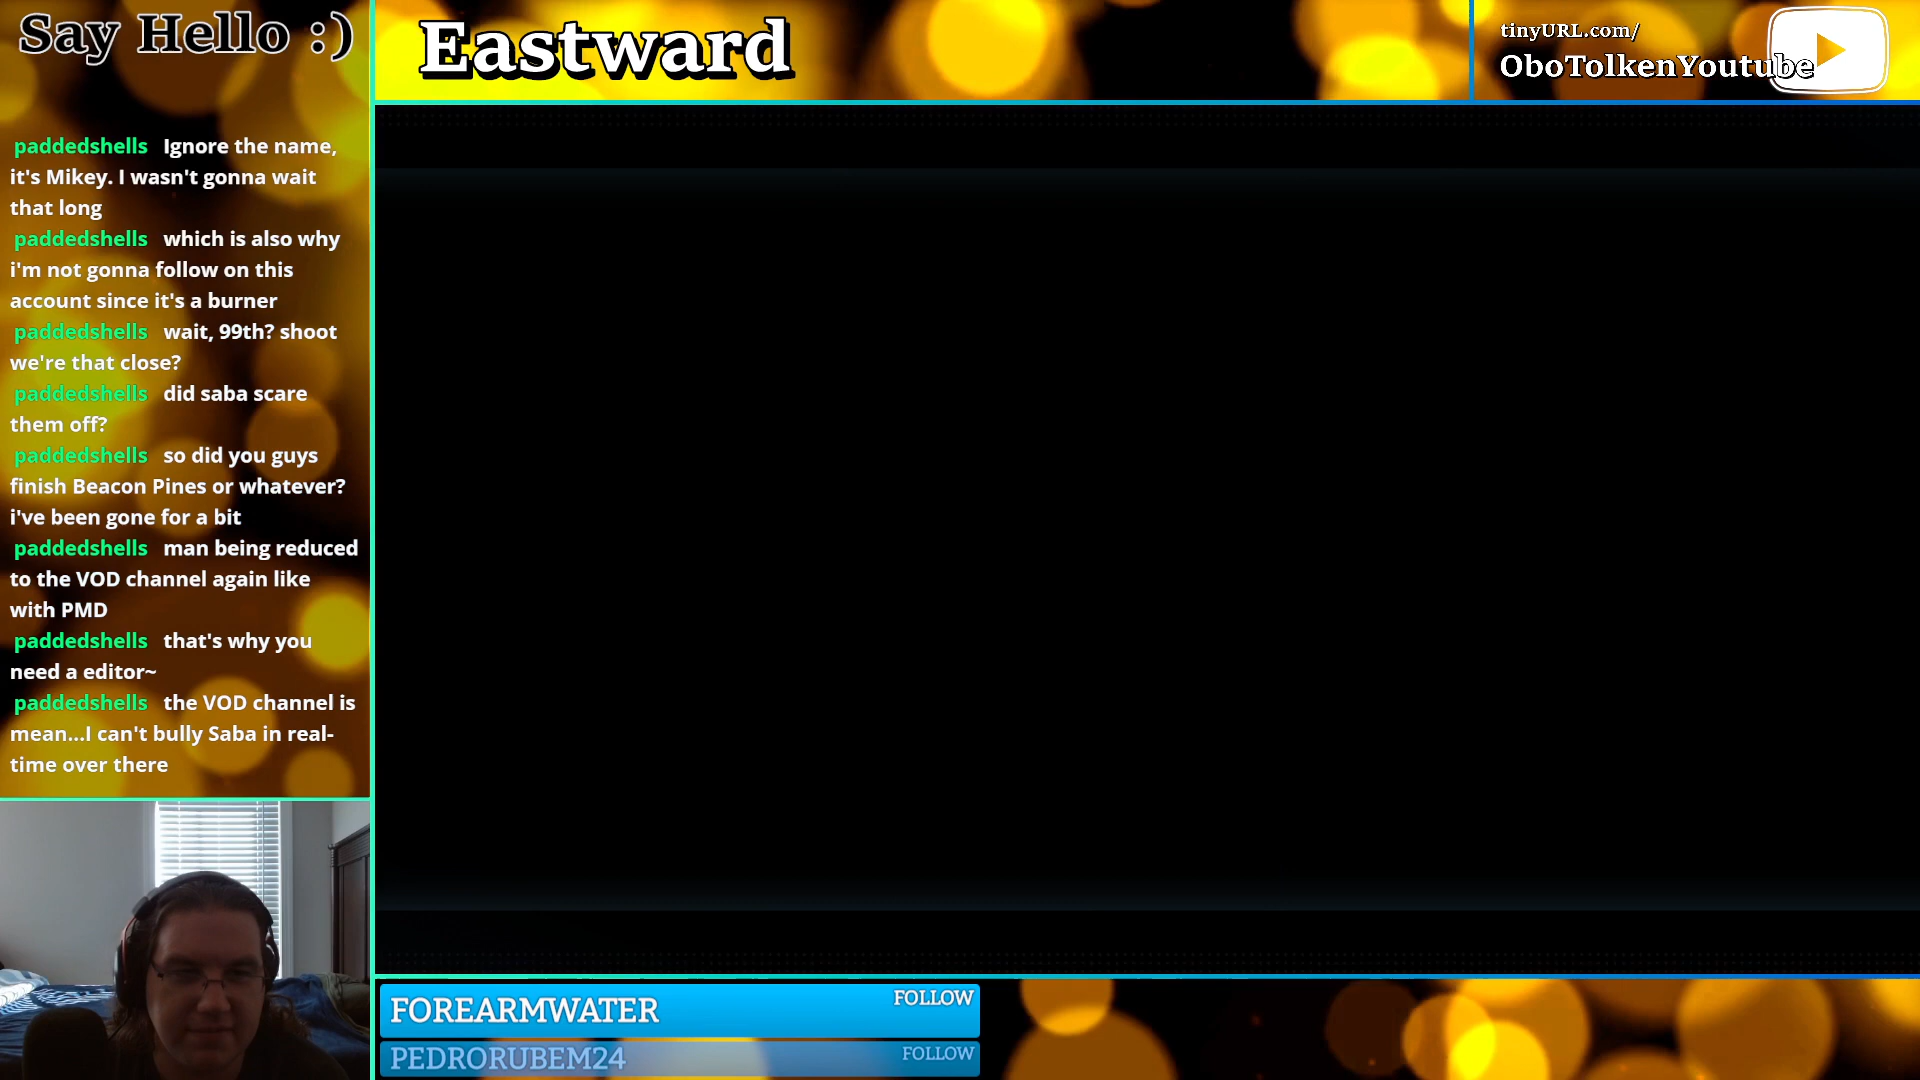 Say Hello :)
Eastward
tinyURL.com/
OboTolkenYoutube
paddedshells Ignore the name,
it's Mikey. I wasn't gonna wait
that long
paddedshells which is also why
i'm not gonna follow on this
account since it's a burner
paddedshells wait, 99th? shoot
we're that close?
paddedshells did saba scare
them off?
paddedshells so did you guys
finish Beacon Pines or whatever?
i've been gone for a bit
paddedshells man being reduced
to the VOD channel again like
with PMD
paddedshells that's why you
need a editor~
paddedshells the VOD channel is
mean...I can't bully Saba in real-
time over there
FOREARMWATER FOLLOW
PEDRORUBEM24 FOLLOW